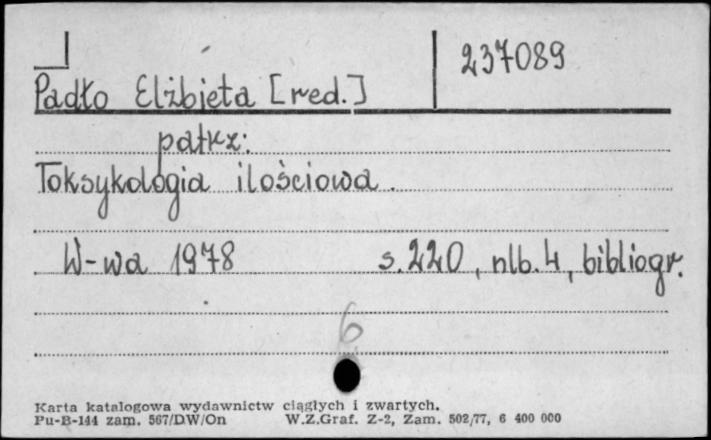 237089
Padło Elżbieta [red.]
patrz:
Toksykologia ilościowa.
W-wa 1978 s. 220, nlb. 4, bibliogr.
6
Karta katalogowa wydawnictw ciągłych i zwartych.
Pu-B-144 zam. 567/DW/On W.Z.Graf. Z-2, Zam. 502/77, 6 400 000